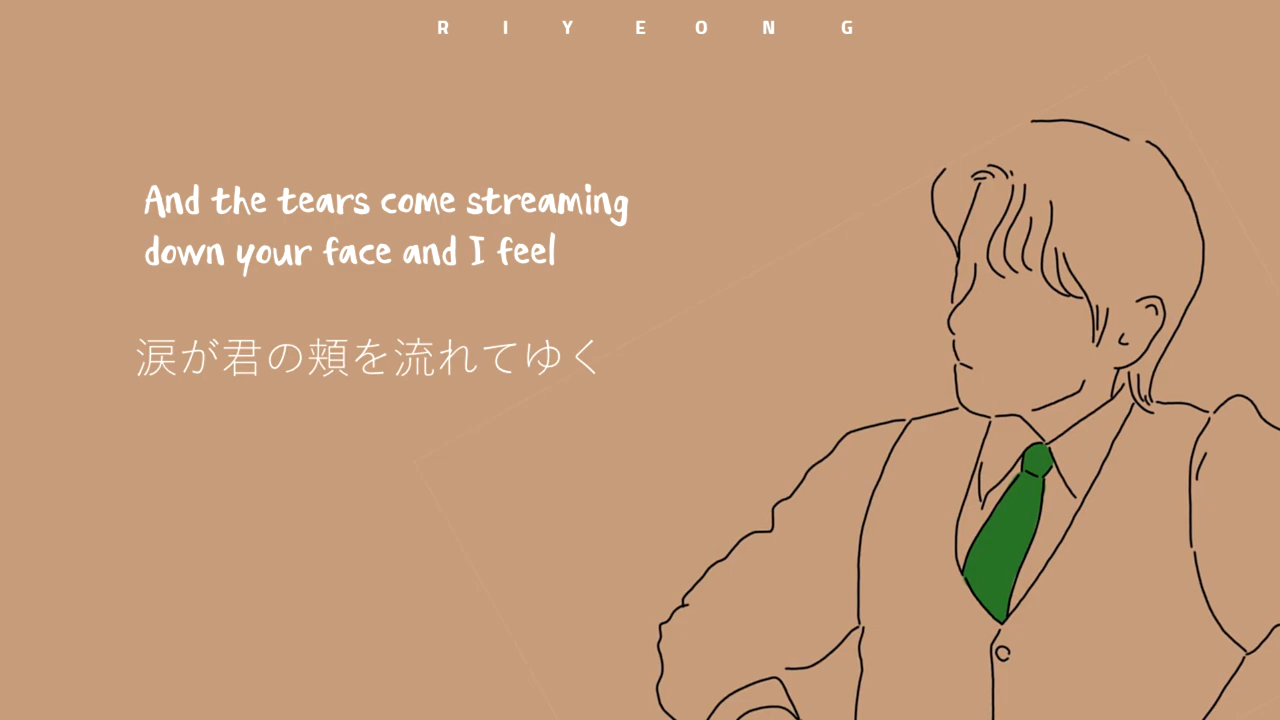 RIYEONG
And the tears come streaming
down your face and I feel
涙が君の頬を流れてゆく